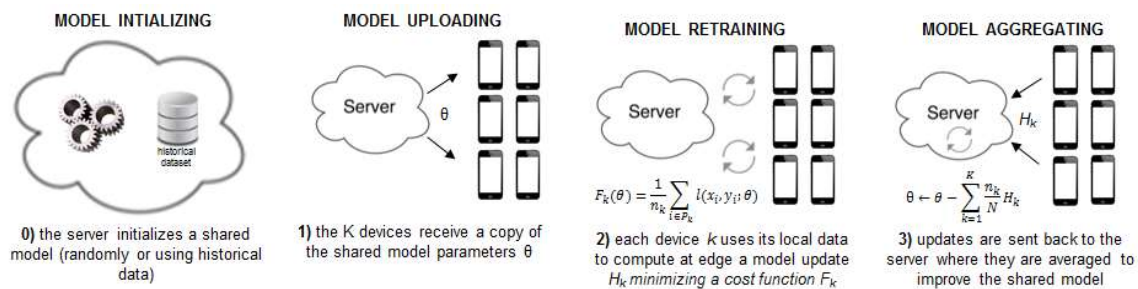 MODEL INTIALIZING
historical
dataset
0) the server initializes a shared
model (randomly or using historical
data)
MODEL UPLOADING
Server
θ
1) the K devices receive a copy of
the shared model parameters θ
MODEL RETRAINING
Server
F_k(θ) = 1/n_k ∑_{i∈P_k} l(x_i, y_i; θ)
2) each device k uses its local data
to compute at edge a model update
H_k minimizing a cost function F_k
MODEL AGGREGATING
Server
H_k
θ ← θ - ∑_{k=1}^{K} n_k/N H_k
3) updates are sent back to the
server where they are averaged to
improve the shared model